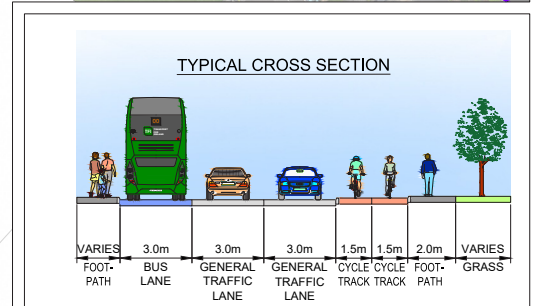 TYPICAL CROSS SECTION
VARIES 3.0m 3.0m 3.0m 1.5m 1.5m 2.0m VARIES
FOOT-PATH BUS LANE GENERAL TRAFFIC LANE GENERAL TRAFFIC LANE CYCLE TRACK CYCLE TRACK FOOT-PATH GRASS